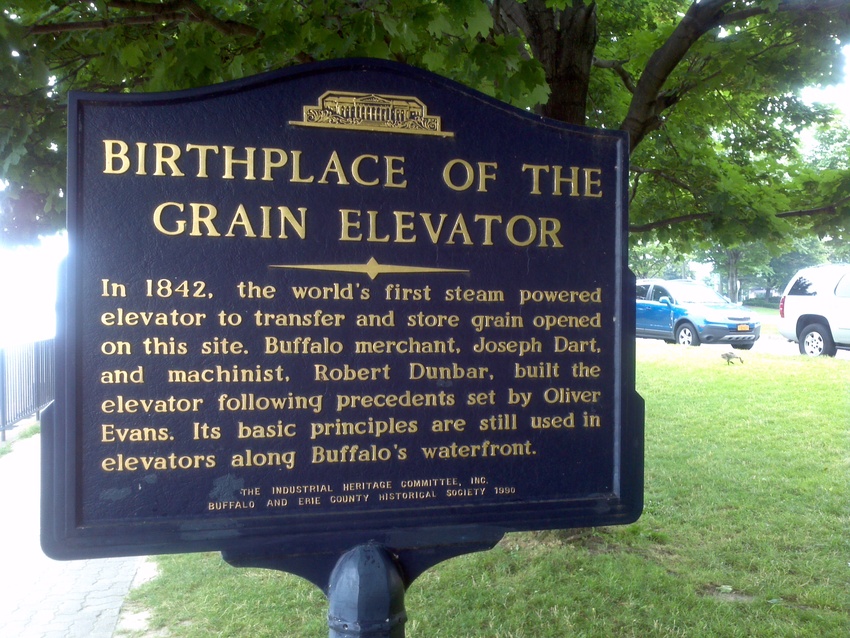 BIRTHPLACE OF THE
GRAIN ELEVATOR
In 1842, the world's first steam powered
elevator to transfer and store grain opened
on this site. Buffalo merchant, Joseph Dart,
and machinist, Robert Dunbar, built the
elevator following precedents set by Oliver
Evans. Its basic principles are still used in
elevators along Buffalo's waterfront.
THE INDUSTRIAL HERITAGE COMMITTEE, INC.
BUFFALO AND ERIE COUNTY HISTORICAL SOCIETY 1990